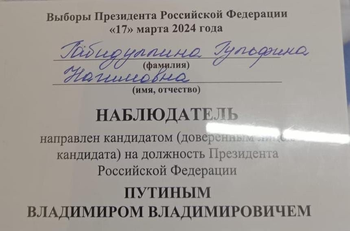 Выборы Президента Российской Федерации
«17» марта 2024 года
Габидуллина Гульфина
(фамилия)
Нагимовна
(имя, отчество)
НАБЛЮДАТЕЛЬ
направлен кандидатом (доверенным
кандидата) на должность Президента
Российской Федерации
ПУТИНЫМ
ВЛАДИМИРОМ ВЛАДИМИРОВИЧЕМ